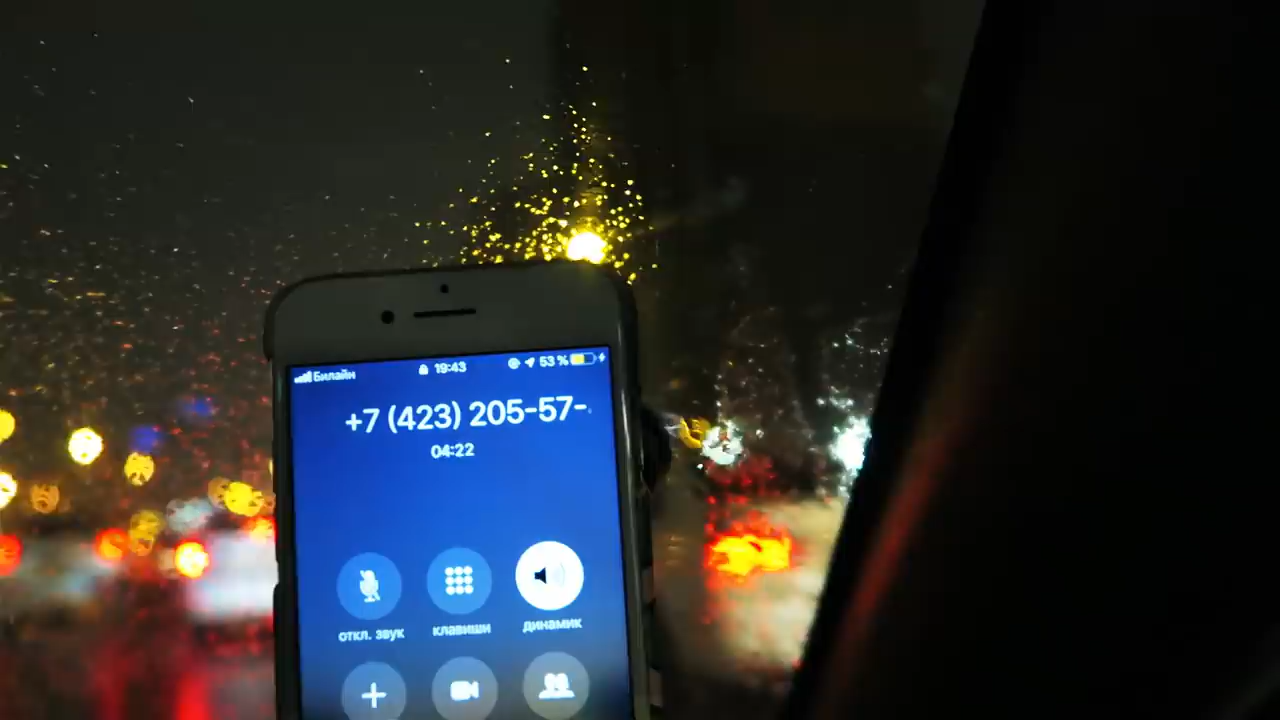 Билайн 19:43 53 %
+7 (423) 205-57-
04:22
откл. звук клавиши динамик